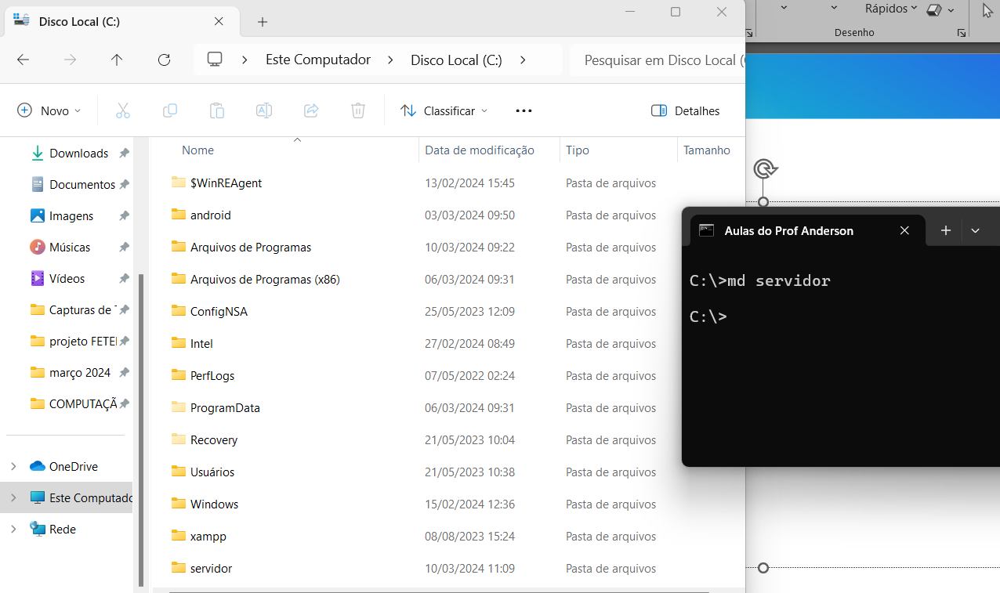 Disco Local (C:)
Rápidos
Desenho
Este Computador
Disco Local (C:)
Pesquisar em Disco Local (
Novo
Classificar
Detalhes
Downloads
Documentos
Imagens
Músicas
Vídeos
Capturas de T
projeto FETE
março 2024
COMPUTAÇÃ
OneDrive
Este Computado
Rede
Nome Data de modificação Tipo Tamanho
$WinREAgent 13/02/2024 15:45 Pasta de arquivos
android 03/03/2024 09:50 Pasta de arquivos
Arquivos de Programas 10/03/2024 09:22 Pasta de arquivos
Arquivos de Programas (x86) 06/03/2024 09:31 Pasta de arquivos
ConfigNSA 25/05/2023 12:09 Pasta de arquivos
Intel 27/02/2024 08:49 Pasta de arquivos
PerfLogs 07/05/2022 02:24 Pasta de arquivos
ProgramData 06/03/2024 09:31 Pasta de arquivos
Recovery 21/05/2023 10:04 Pasta de arquivos
Usuários 21/05/2023 10:38 Pasta de arquivos
Windows 15/02/2024 12:36 Pasta de arquivos
xampp 08/08/2023 15:24 Pasta de arquivos
servidor 10/03/2024 11:09 Pasta de arquivos
Aulas do Prof Anderson
C:\>md servidor
C:\>